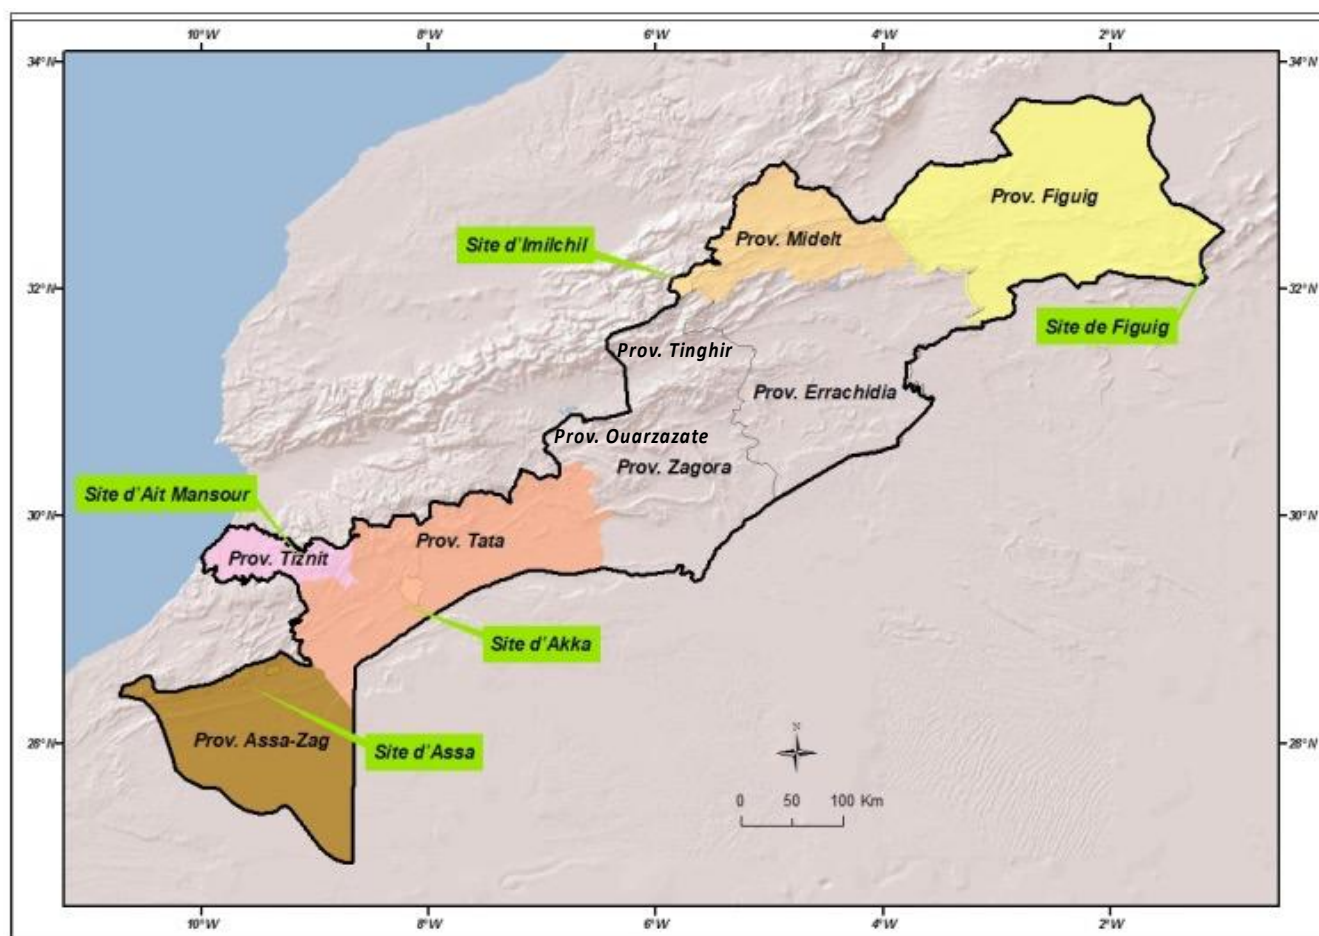 10°W 8°W 6°W 4°W 2°W
34°N 34°N
Prov. Figuig
Prov. Midelt
Site d'Imilchil
32°N 32°N
Site de Figuig
Prov. Tinghir
Prov. Errachidia
Prov. Ouarzazate
Prov. Zagora
Site d'Ait Mansour
30°N 30°N
Prov. Tata
Prov. Tiznit
Site d'Akka
Prov. Assa-Zag
Site d'Assa
28°N 28°N
N
0 50 100 Km
10°W 8°W 6°W 4°W 2°W